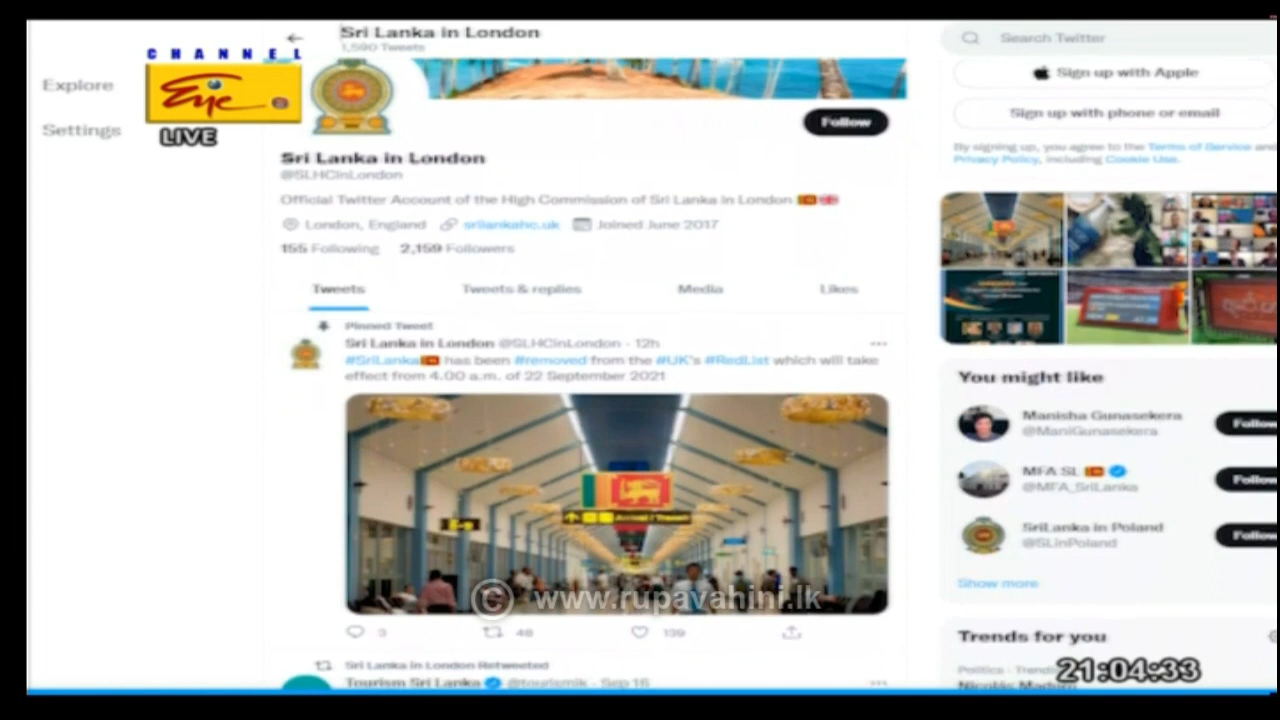 CHANNEL
Eye
LIVE
Explore
Settings
Sri Lanka in London
1,590 Tweets
Follow
Sri Lanka in London
@SLHCinLondon
Official Twitter Account of the High Commission of Sri Lanka in London 🇱🇰🇬🇧
London, England srilankahc.uk Joined June 2017
155 Following 2,159 Followers
Tweets Tweets & replies Media Likes
Pinned Tweet
Sri Lanka in London @SLHCinLondon · 12h
#SriLanka🇱🇰 has been #removed from the #UK's #RedList which will take
effect from 4.00 a.m. of 22 September 2021
© www.rupavahini.lk
3 48 139
Sri Lanka in London Retweeted
Tourism Sri Lanka @tourismlk · Sep 16
Search Twitter
Sign up with Apple
Sign up with phone or email
By signing up, you agree to the Terms of Service and
Privacy Policy, including Cookie Use.
You might like
Manisha Gunasekera
@ManiGunasekera
Follow
MFA SL 🇱🇰
@MFA_SriLanka
Follow
SriLanka in Poland
@SLinPoland
Follow
Show more
Trends for you
Politics · Trend
Nicolás Maduro
21:04:33